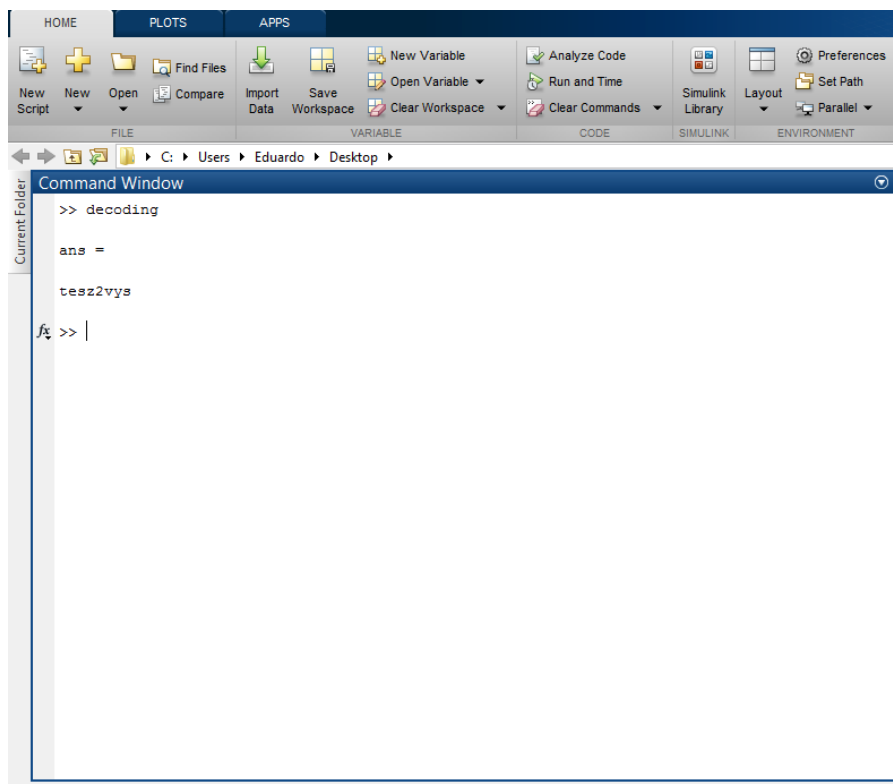 HOME PLOTS APPS
New Script
New
Open
Find Files
Compare
Import Data
Save Workspace
New Variable
Open Variable
Clear Workspace
Analyze Code
Run and Time
Clear Commands
Simulink Library
Layout
Preferences
Set Path
Parallel
FILE VARIABLE CODE SIMULINK ENVIRONMENT
C: Users Eduardo Desktop
Current Folder
Command Window
>> decoding
ans =
tesz2vys
fx >>